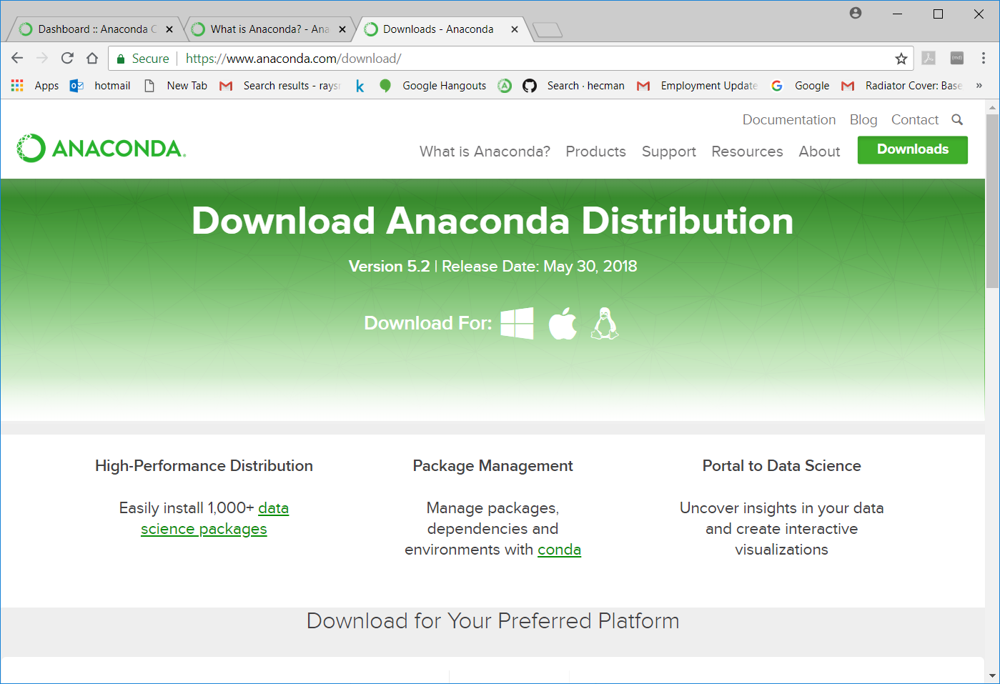 Dashboard :: Anaconda C
What is Anaconda? - Ana
Downloads - Anaconda
Secure https://www.anaconda.com/download/
Apps hotmail New Tab Search results - raysr Google Hangouts Search · hecman Employment Update Google Radiator Cover: Base »
Documentation Blog Contact
ANACONDA.
What is Anaconda? Products Support Resources About Downloads
Download Anaconda Distribution
Version 5.2 | Release Date: May 30, 2018
Download For:
High-Performance Distribution
Easily install 1,000+ data
science packages
Package Management
Manage packages,
dependencies and
environments with conda
Portal to Data Science
Uncover insights in your data
and create interactive
visualizations
Download for Your Preferred Platform